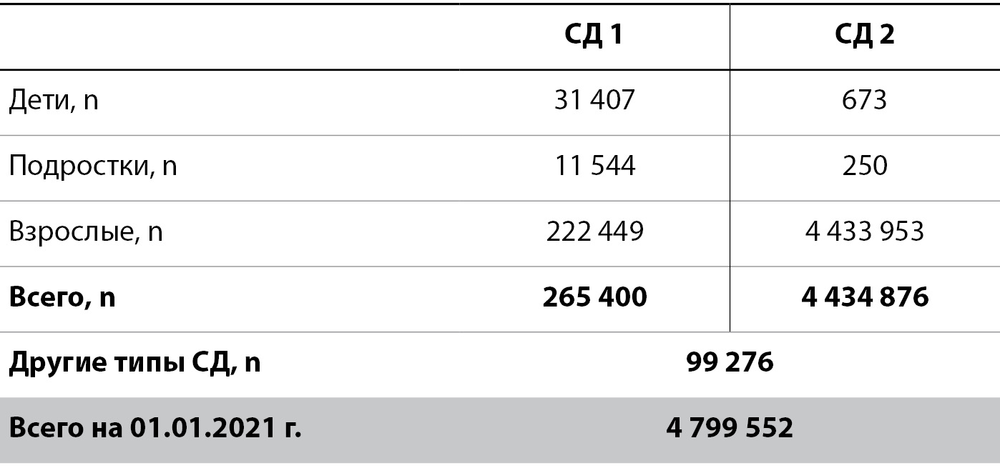 СД 1 СД 2
Дети, n 31 407 673
Подростки, n 11 544 250
Взрослые, n 222 449 4 433 953
Всего, n 265 400 4 434 876
Другие типы СД, n 99 276
Всего на 01.01.2021 г. 4 799 552